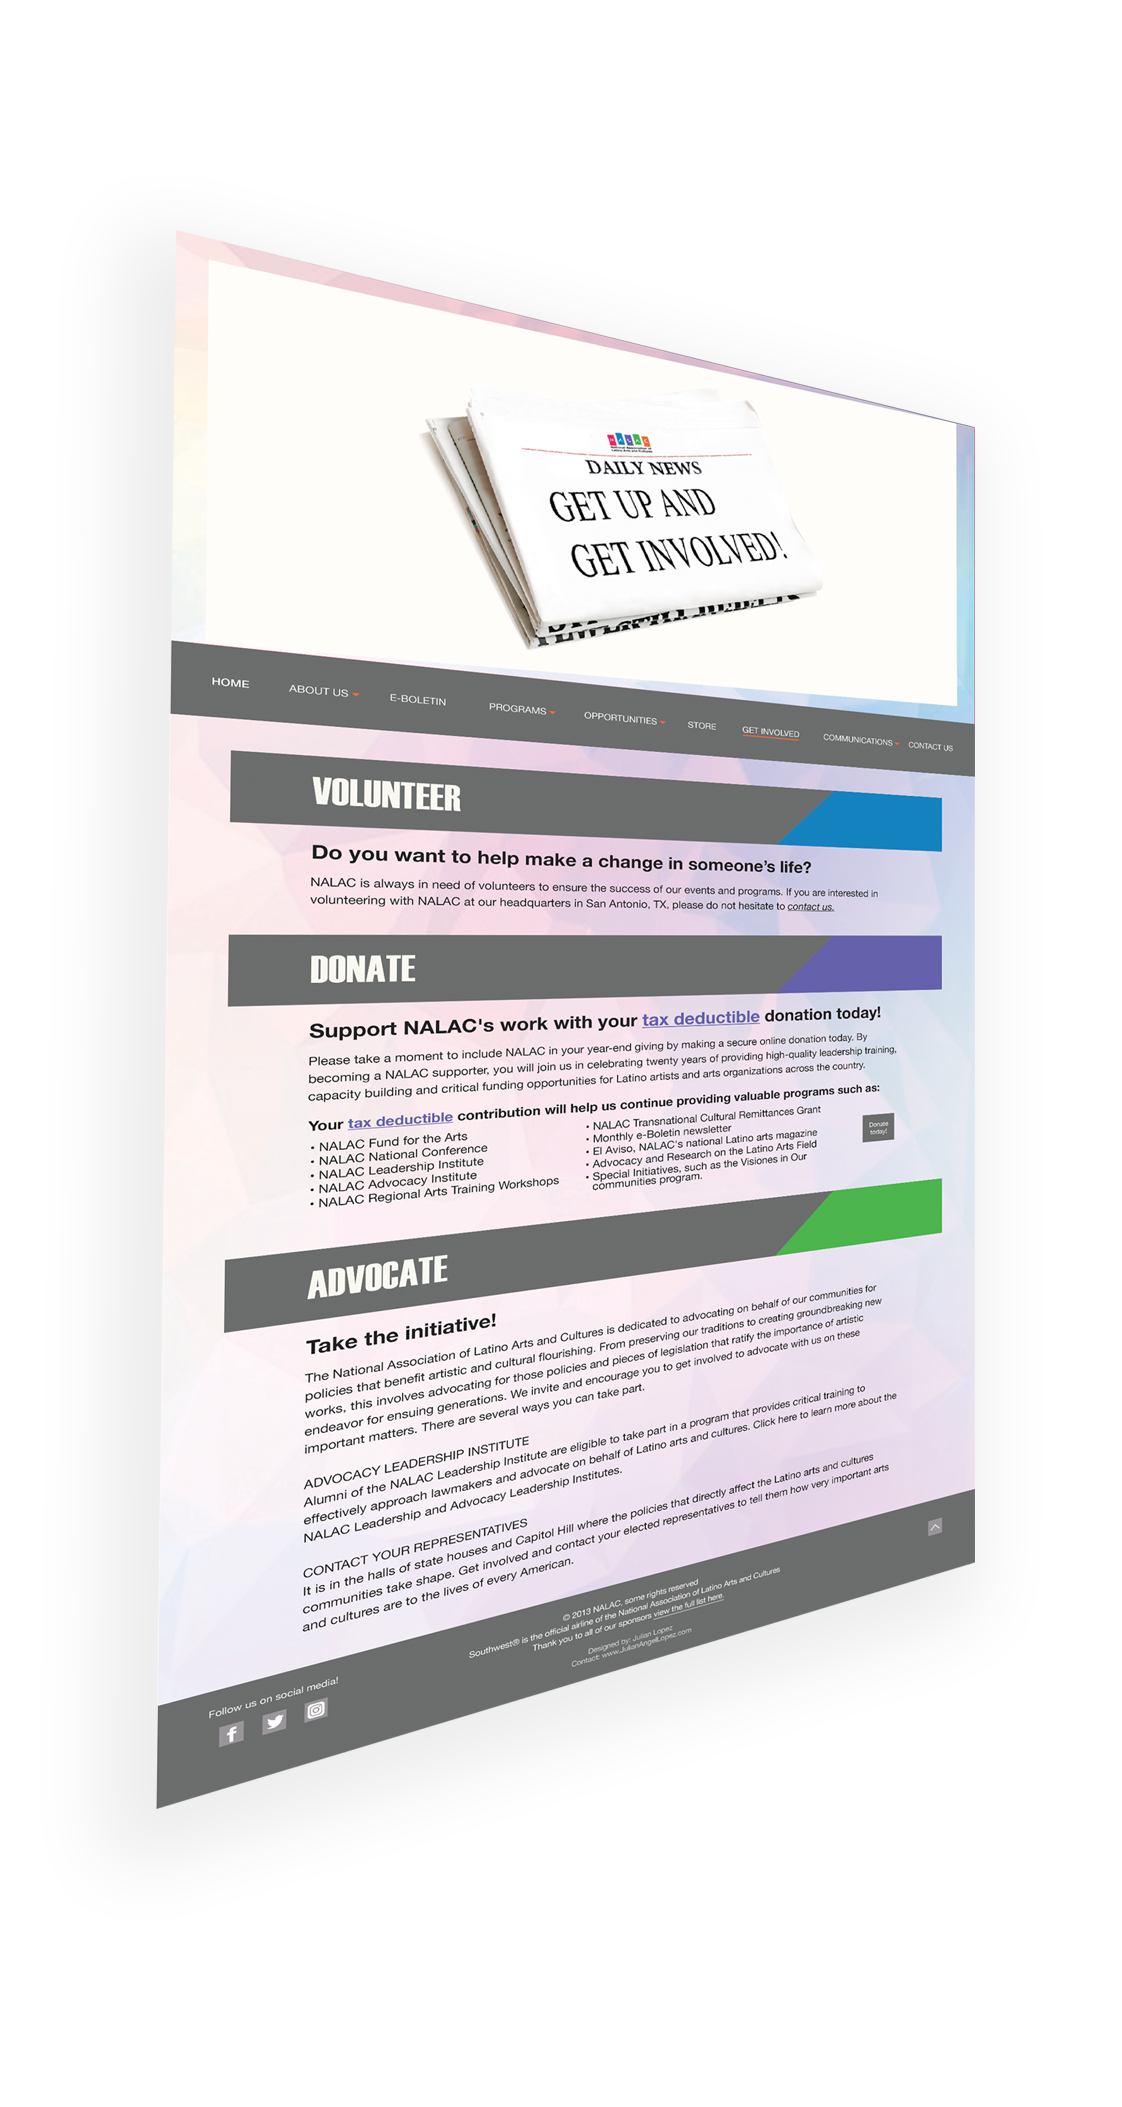 NALAC
National Association of
Latino Arts and Cultures
DAILY NEWS
GET UP AND
GET INVOLVED!
HOME
ABOUT US
E-BOLETIN
PROGRAMS
OPPORTUNITIES
STORE
GET INVOLVED
COMMUNICATIONS
CONTACT US
VOLUNTEER
Do you want to help make a change in someone's life?
NALAC is always in need of volunteers to ensure the success of our events and programs. If you are interested in
volunteering with NALAC at our headquarters in San Antonio, TX, please do not hesitate to contact us.
DONATE
Support NALAC's work with your tax deductible donation today!
Please take a moment to include NALAC in your year-end giving by making a secure online donation today. By
becoming a NALAC supporter, you will join us in celebrating twenty years of providing high-quality leadership training,
capacity building and critical funding opportunities for Latino artists and arts organizations across the country.
Your tax deductible contribution will help us continue providing valuable programs such as:
• NALAC Fund for the Arts
• NALAC National Conference
• NALAC Leadership Institute
• NALAC Advocacy Institute
• NALAC Regional Arts Training Workshops
• NALAC Transnational Cultural Remittances Grant
• Monthly e-Boletin newsletter
• El Aviso, NALAC's national Latino arts magazine
• Advocacy and Research on the Latino Arts Field
• Special Initiatives, such as the Visiones in Our
communities program.
Donate
today!
ADVOCATE
Take the initiative!
The National Association of Latino Arts and Cultures is dedicated to advocating on behalf of our communities for
policies that benefit artistic and cultural flourishing. From preserving our traditions to creating groundbreaking new
works, this involves advocating for those policies and pieces of legislation that ratify the importance of artistic
endeavor for ensuing generations. We invite and encourage you to get involved to advocate with us on these
important matters. There are several ways you can take part.
ADVOCACY LEADERSHIP INSTITUTE
Alumni of the NALAC Leadership Institute are eligible to take part in a program that provides critical training to
effectively approach lawmakers and advocate on behalf of Latino arts and cultures. Click here to learn more about the
NALAC Leadership and Advocacy Leadership Institutes.
CONTACT YOUR REPRESENTATIVES
It is in the halls of state houses and Capitol Hill where the policies that directly affect the Latino arts and cultures
communities take shape. Get involved and contact your elected representatives to tell them how very important arts
and cultures are to the lives of every American.
© 2013 NALAC. some rights reserved
Southwest® is the official airline of the National Association of Latino Arts and Cultures
Thank you to all of our sponsors view the full list here.
Designed by: Julian Lopez
Contact: www.JulianAngelLopez.com
Follow us on social media!